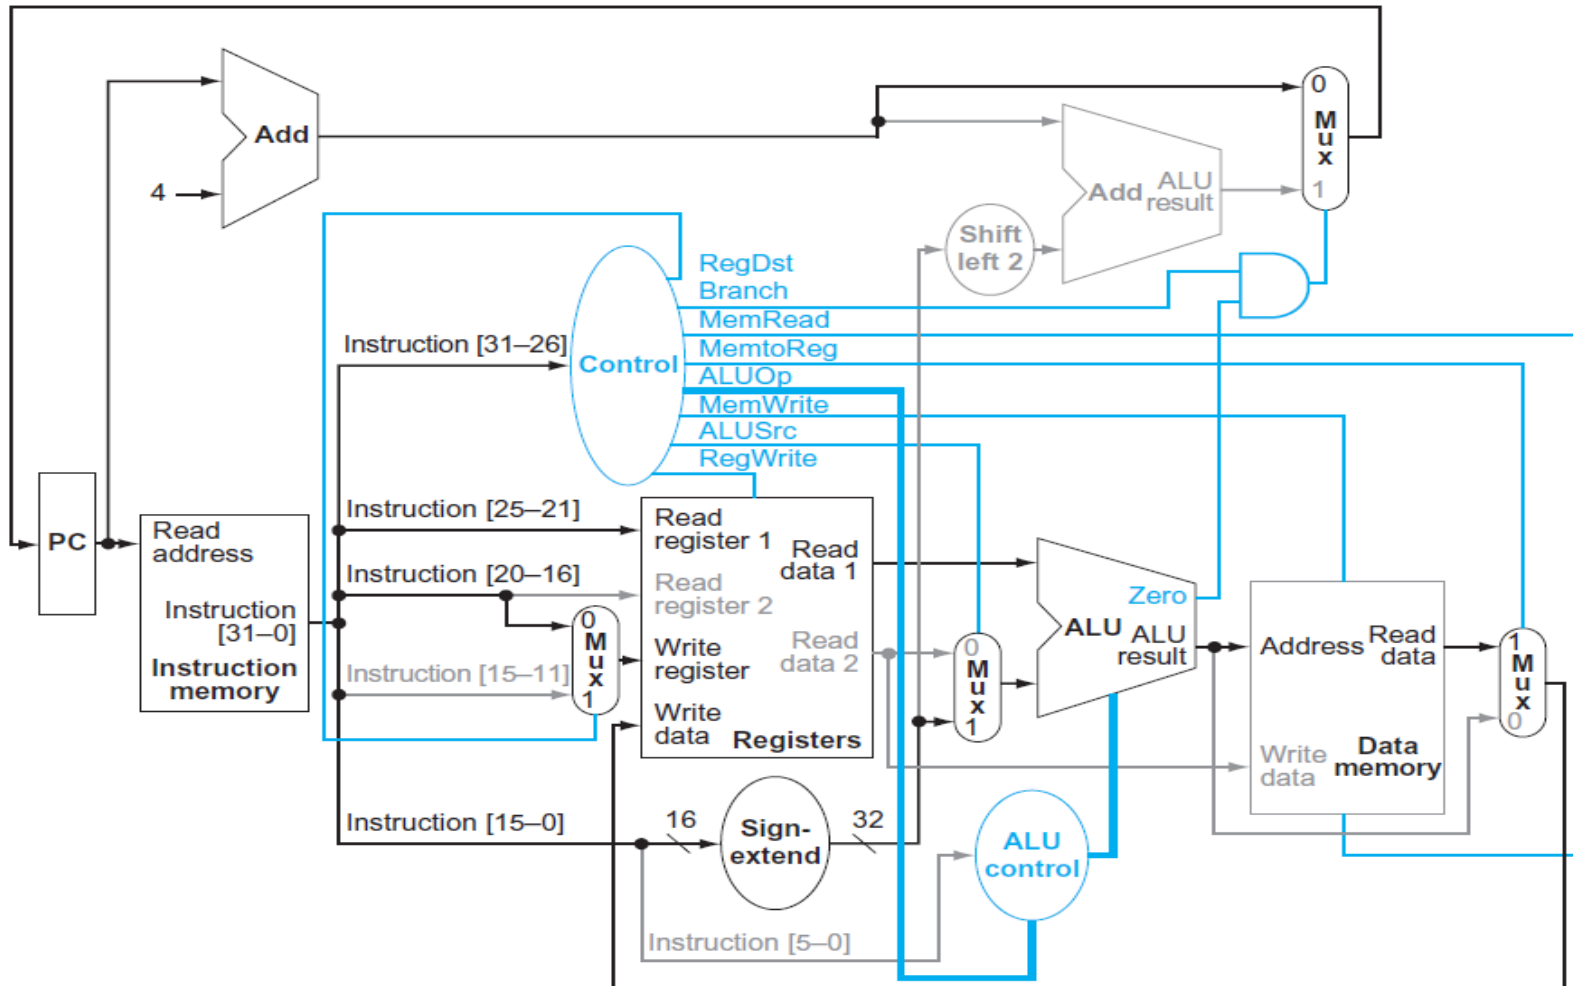 0
M
u
x
1
Add
4
Add
ALU
result
Shift
left 2
RegDst
Branch
MemRead
MemtoReg
ALUOp
MemWrite
ALUSrc
RegWrite
Control
Instruction [31–26]
Instruction [25–21]
Instruction [20–16]
Instruction [15–11]
Instruction [15–0]
Instruction [5–0]
PC
Read
address
Instruction
[31–0]
Instruction
memory
0
M
u
x
1
Read
register 1
Read
register 2
Write
register
Write
data
Read
data 1
Read
data 2
Registers
16
Sign-
extend
32
0
M
u
x
1
Zero
ALU
ALU
result
ALU
control
Address
Read
data
Write
data
Data
memory
1
M
u
x
0